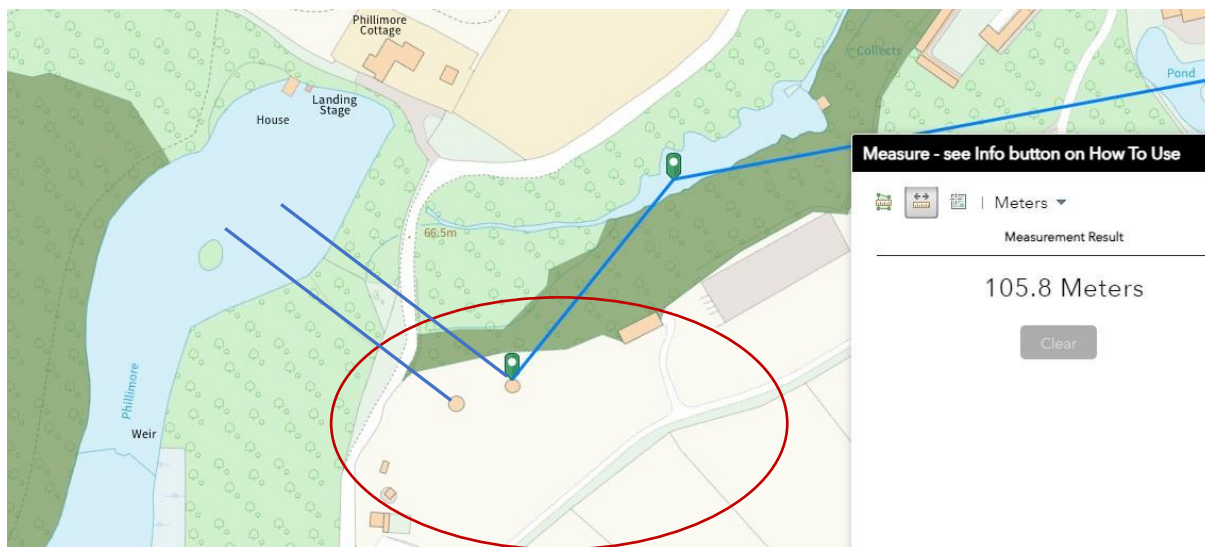 Phillimore
Cottage
Collects
Pond
Landing
Stage
House
Measure - see Info button on How To Use
Meters
Measurement Result
66.5m
105.8 Meters
Clear
Phillimore
Weir